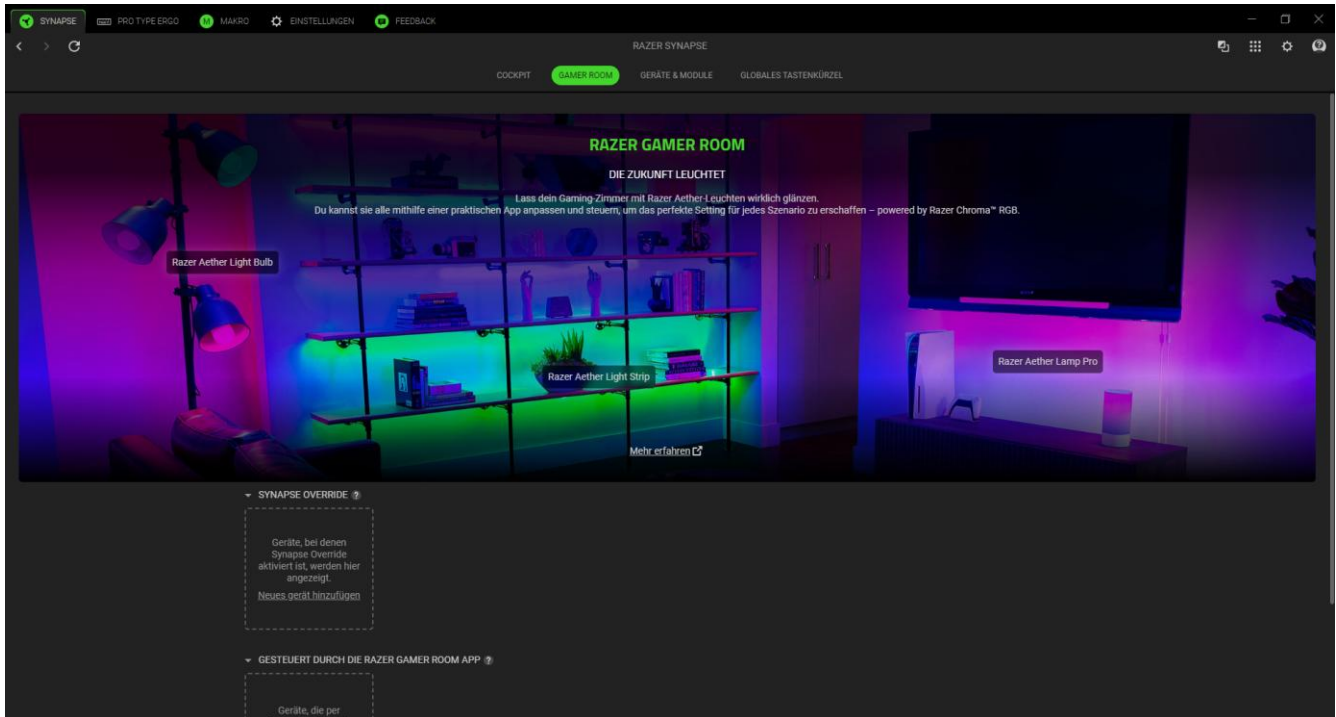 SYNAPSE
PRO TYPE ERGO
MAKRO
EINSTELLUNGEN
FEEDBACK
RAZER SYNAPSE
COCKPIT
GAMER ROOM
GERÄTE & MODULE
GLOBALES TASTENKÜRZEL
RAZER GAMER ROOM
DIE ZUKUNFT LEUCHTET
Lass dein Gaming-Zimmer mit Razer Aether-Leuchten wirklich glänzen.
Du kannst sie alle mithilfe einer praktischen App anpassen und steuern, um das perfekte Setting für jedes Szenario zu erschaffen – powered by Razer Chroma™ RGB.
Razer Aether Light Bulb
Razer Aether Light Strip
Razer Aether Lamp Pro
Mehr erfahren
SYNAPSE OVERRIDE ?
Geräte, bei denen
Synapse Override
aktiviert ist, werden hier
angezeigt.
Neues gerät hinzufügen
GESTEUERT DURCH DIE RAZER GAMER ROOM APP ?
Geräte, die per